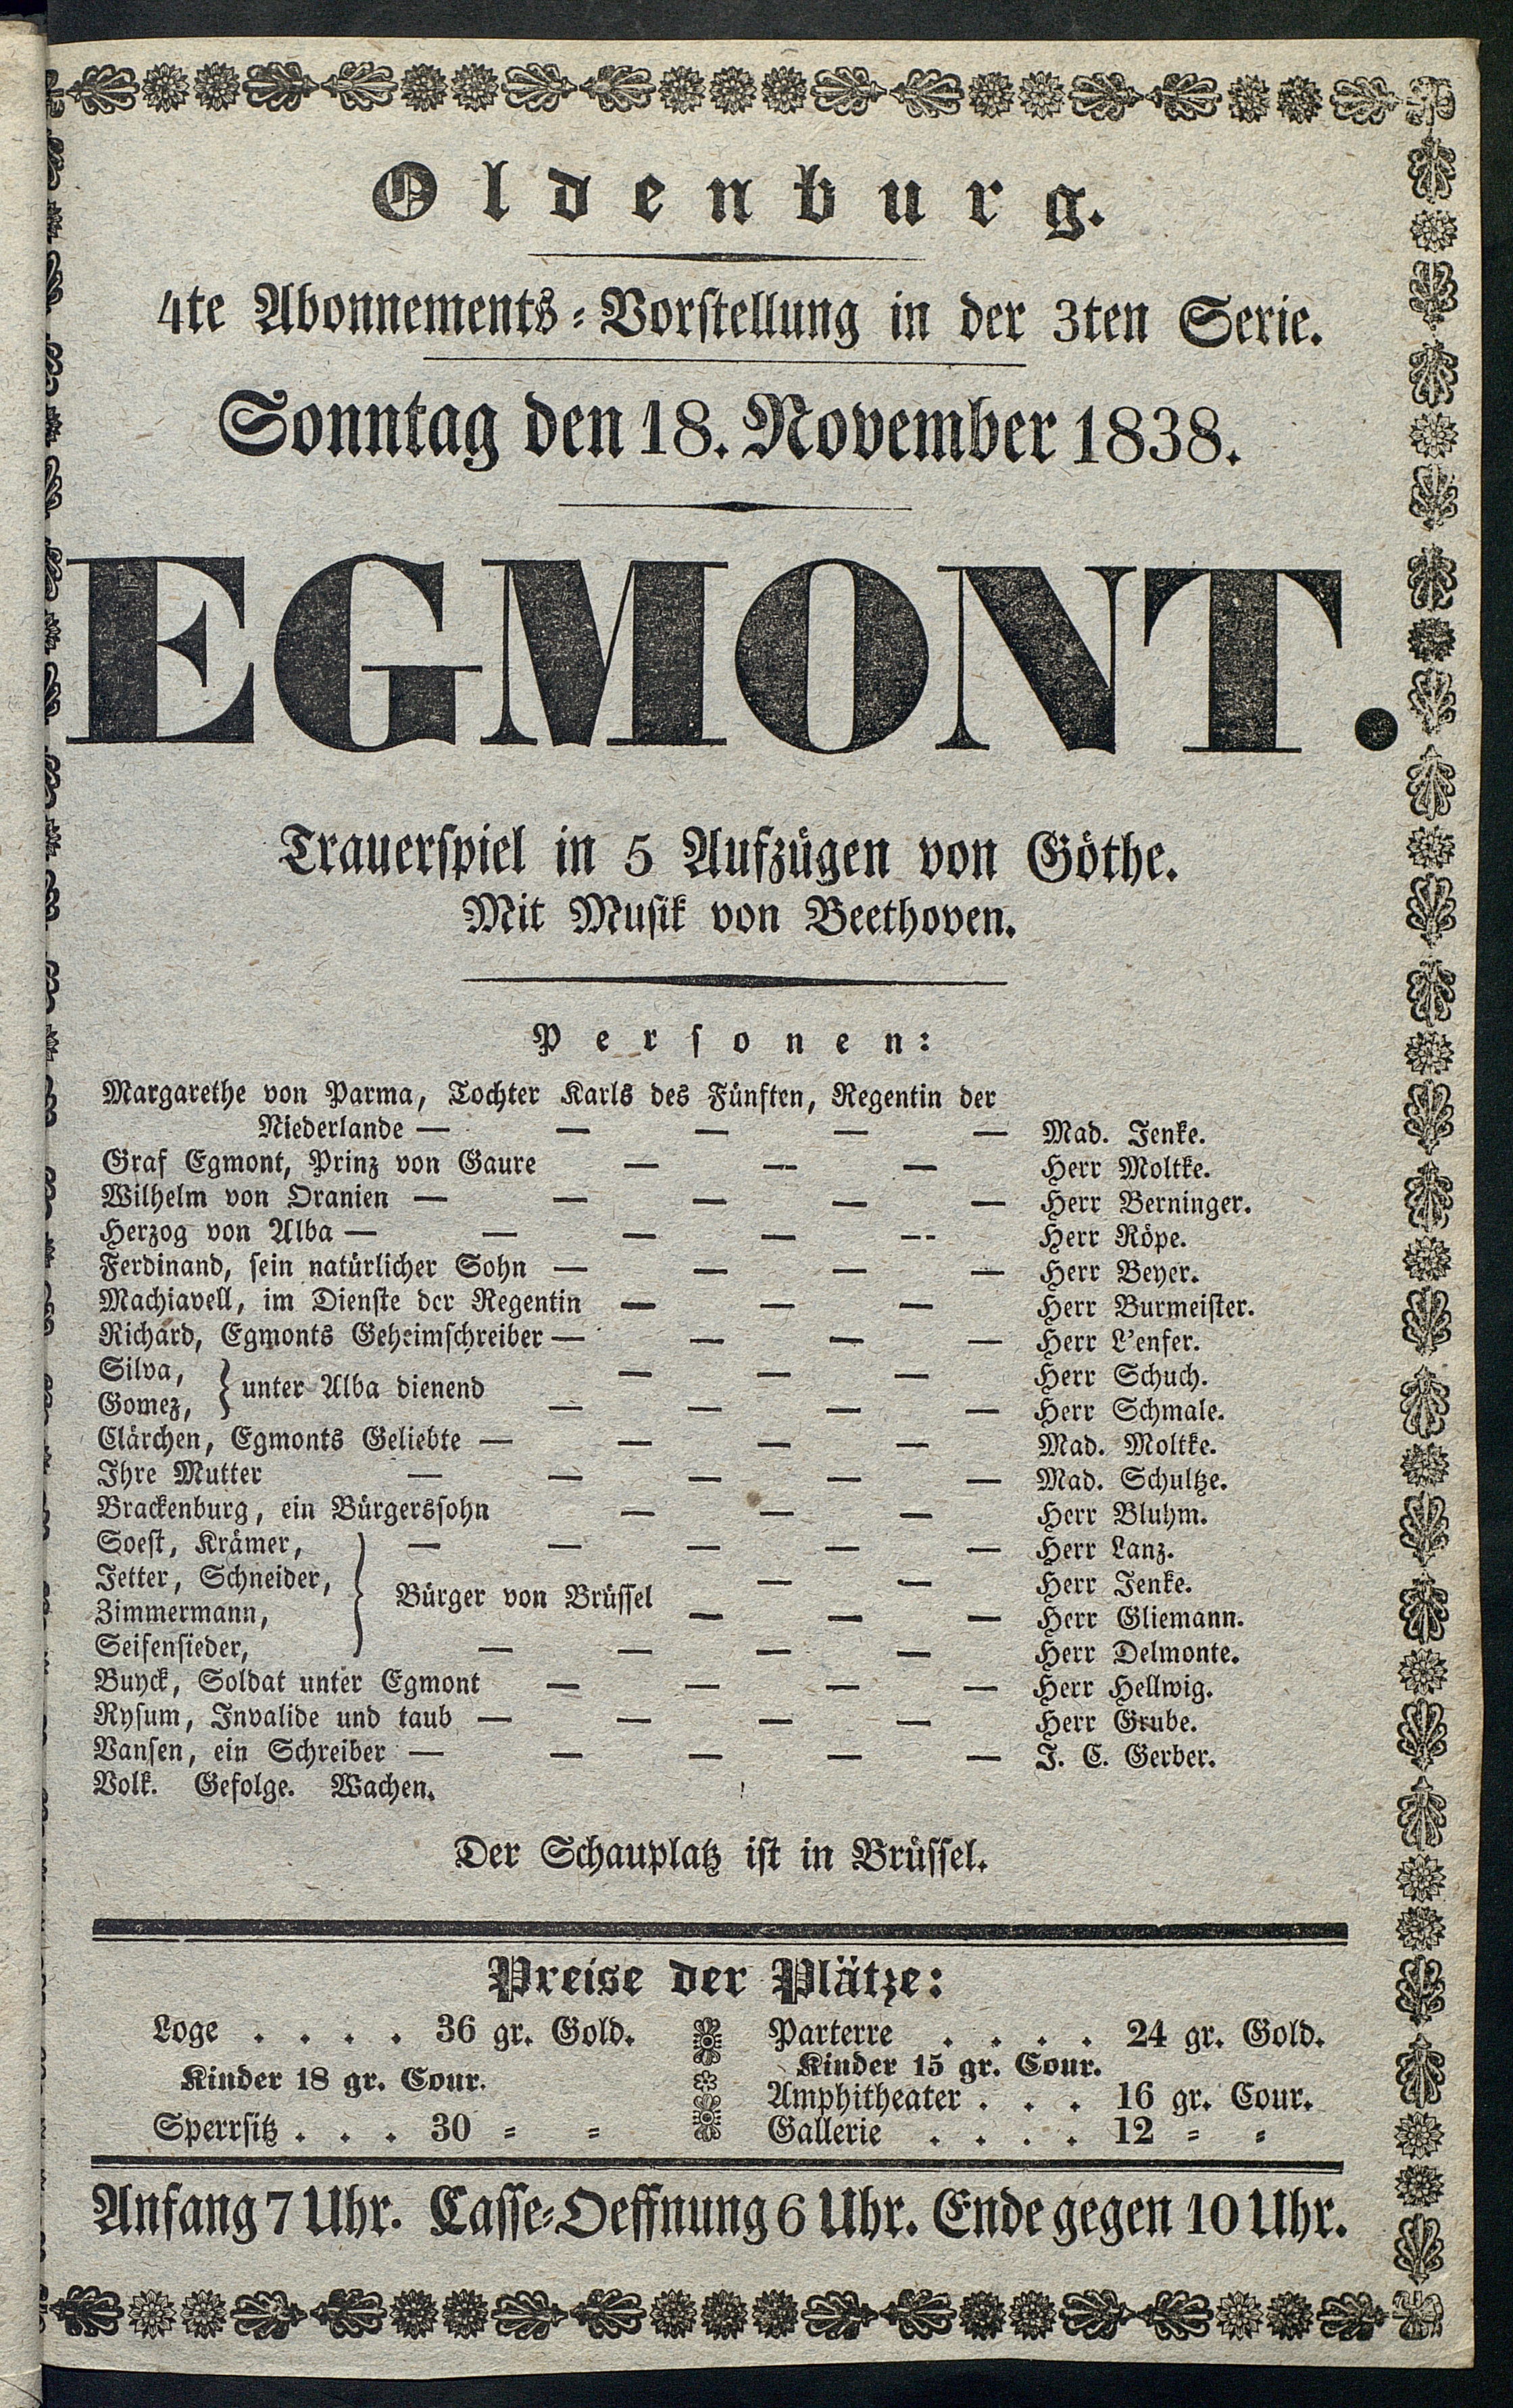 Oldenburg.
4te Abonnements-Vorstellung in der 3ten Serie.
Sonntag den 18. November 1838.
EGMONT.
Trauerspiel in 5 Aufzügen von Göthe.
Mit Musik von Beethoven.
Personen:
Margarethe von Parma, Tochter Karls des Fünften, Regentin der
Niederlande — — — — — Mad. Jenke.
Graf Egmont, Prinz von Gaure — — — Herr Moltke.
Wilhelm von Oranien — — — — — Herr Berninger.
Herzog von Alba — — — — — Herr Röpe.
Ferdinand, sein natürlicher Sohn — — — — Herr Beyer.
Machiavell, im Dienste der Regentin — — — Herr Burmeister.
Richard, Egmonts Geheimschreiber — — — — Herr L'enfer.
Silva, } unter Alba dienend — — — Herr Schuch.
Gomez, — — — — Herr Schmale.
Clärchen, Egmonts Geliebte — — — — Mad. Moltke.
Ihre Mutter — — — — — Mad. Schultze.
Brackenburg, ein Bürgerssohn — — — Herr Bluhm.
Soest, Krämer, — — — — — Herr Lanz.
Jetter, Schneider, } Bürger von Brüssel — — Herr Jenke.
Zimmermann, — — — Herr Gliemann.
Seifensieder, — — — — Herr Delmonte.
Buyck, Soldat unter Egmont — — — — Herr Hellwig.
Rysum, Invalide und taub — — — — Herr Grube.
Vansen, ein Schreiber — — — — — J. C. Gerber.
Volk. Gefolge. Wachen.
Der Schauplatz ist in Brüssel.
Preise der Plätze:
Loge . . . . 36 gr. Gold.
Kinder 18 gr. Cour.
Sperrsitz . . . 30 = =
Parterre . . . . 24 gr. Gold.
Kinder 15 gr. Cour.
Amphitheater . . . 16 gr. Cour.
Gallerie . . . . 12 = =
Anfang 7 Uhr. Casse-Oeffnung 6 Uhr. Ende gegen 10 Uhr.